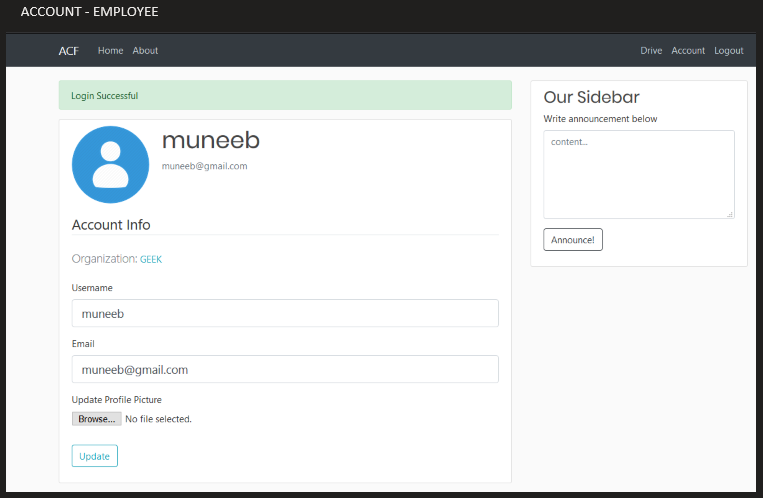 ACCOUNT - EMPLOYEE
ACF Home About Drive Account Logout
Login Successful
muneeb
muneeb@gmail.com
Account Info
Organization: GEEK
Username
muneeb
Email
muneeb@gmail.com
Update Profile Picture
Browse... No file selected.
Update
Our Sidebar
Write announcement below
content...
Announce!